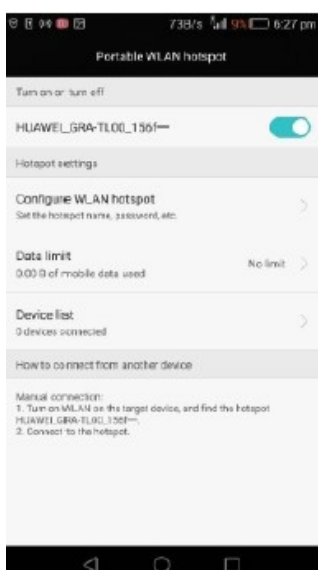 73B/s 9% 6:27 pm
Portable WLAN hotspot
Turn on or turn off
HUAWEI_GRA-TL00_156f—
Hotspot settings
Configure WLAN hotspot
Set the hotspot name, password, etc.
Data limit
0.00 B of mobile data used
No limit
Device list
0 devices connected
How to connect from another device
Manual connection:
1. Turn on WLAN on the target device, and find the hotspot
HUAWEI_GRA-TL00_156f—.
2. Connect to the hotspot.